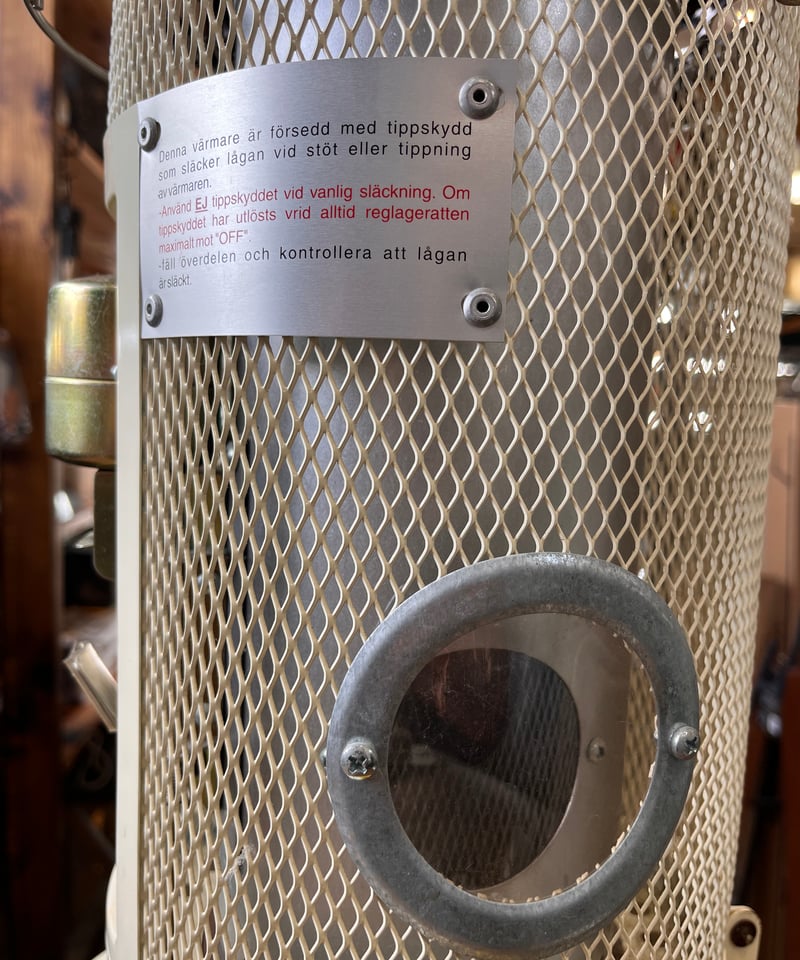 Denna värmare är försedd med tippskydd
som släcker lågan vid stöt eller tippning
av värmaren.
-Använd EJ tippskyddet vid vanlig släckning. Om
tippskyddet har utlösts vrid alltid reglageratten
maximalt mot "OFF".
-fäll överdelen och kontrollera att lågan
är släckt.